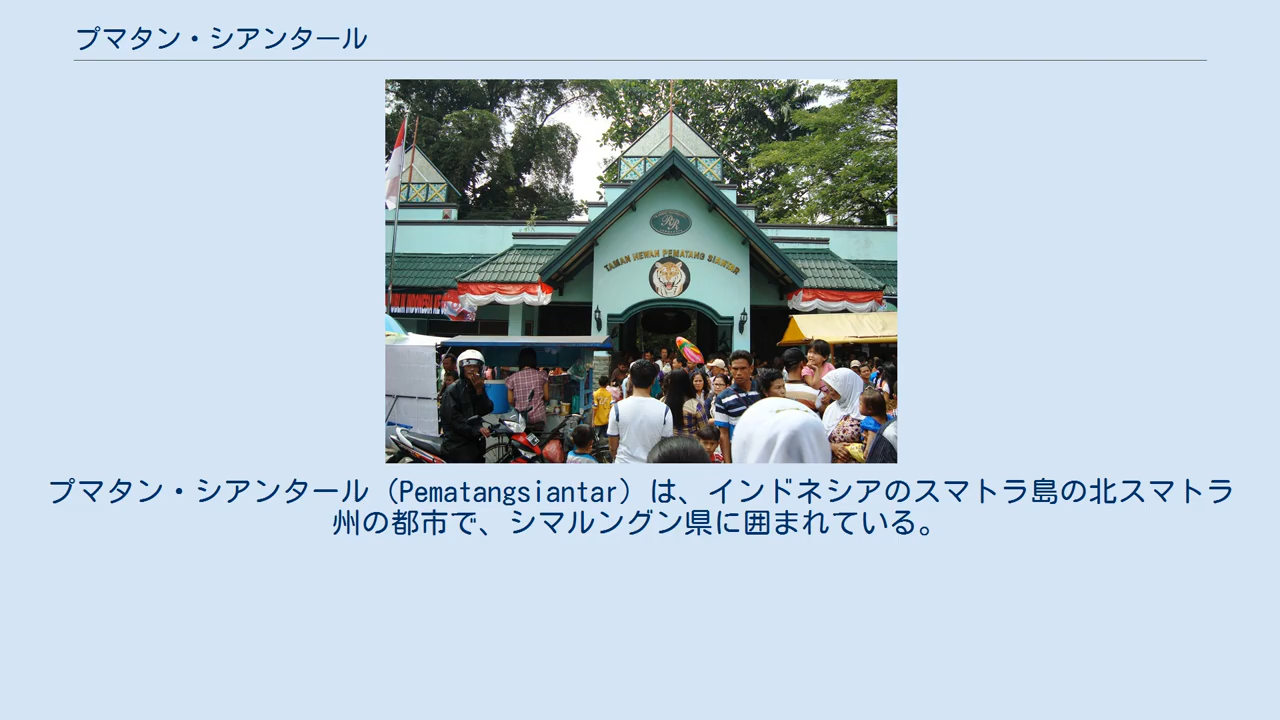 プマタン・シアンタール
RR
TAMAN HEWAN PEMATANG SIANTAR
プマタン・シアンタール（Pematangsiantar）は、インドネシアのスマトラ島の北スマトラ
州の都市で、シマルングン県に囲まれている。